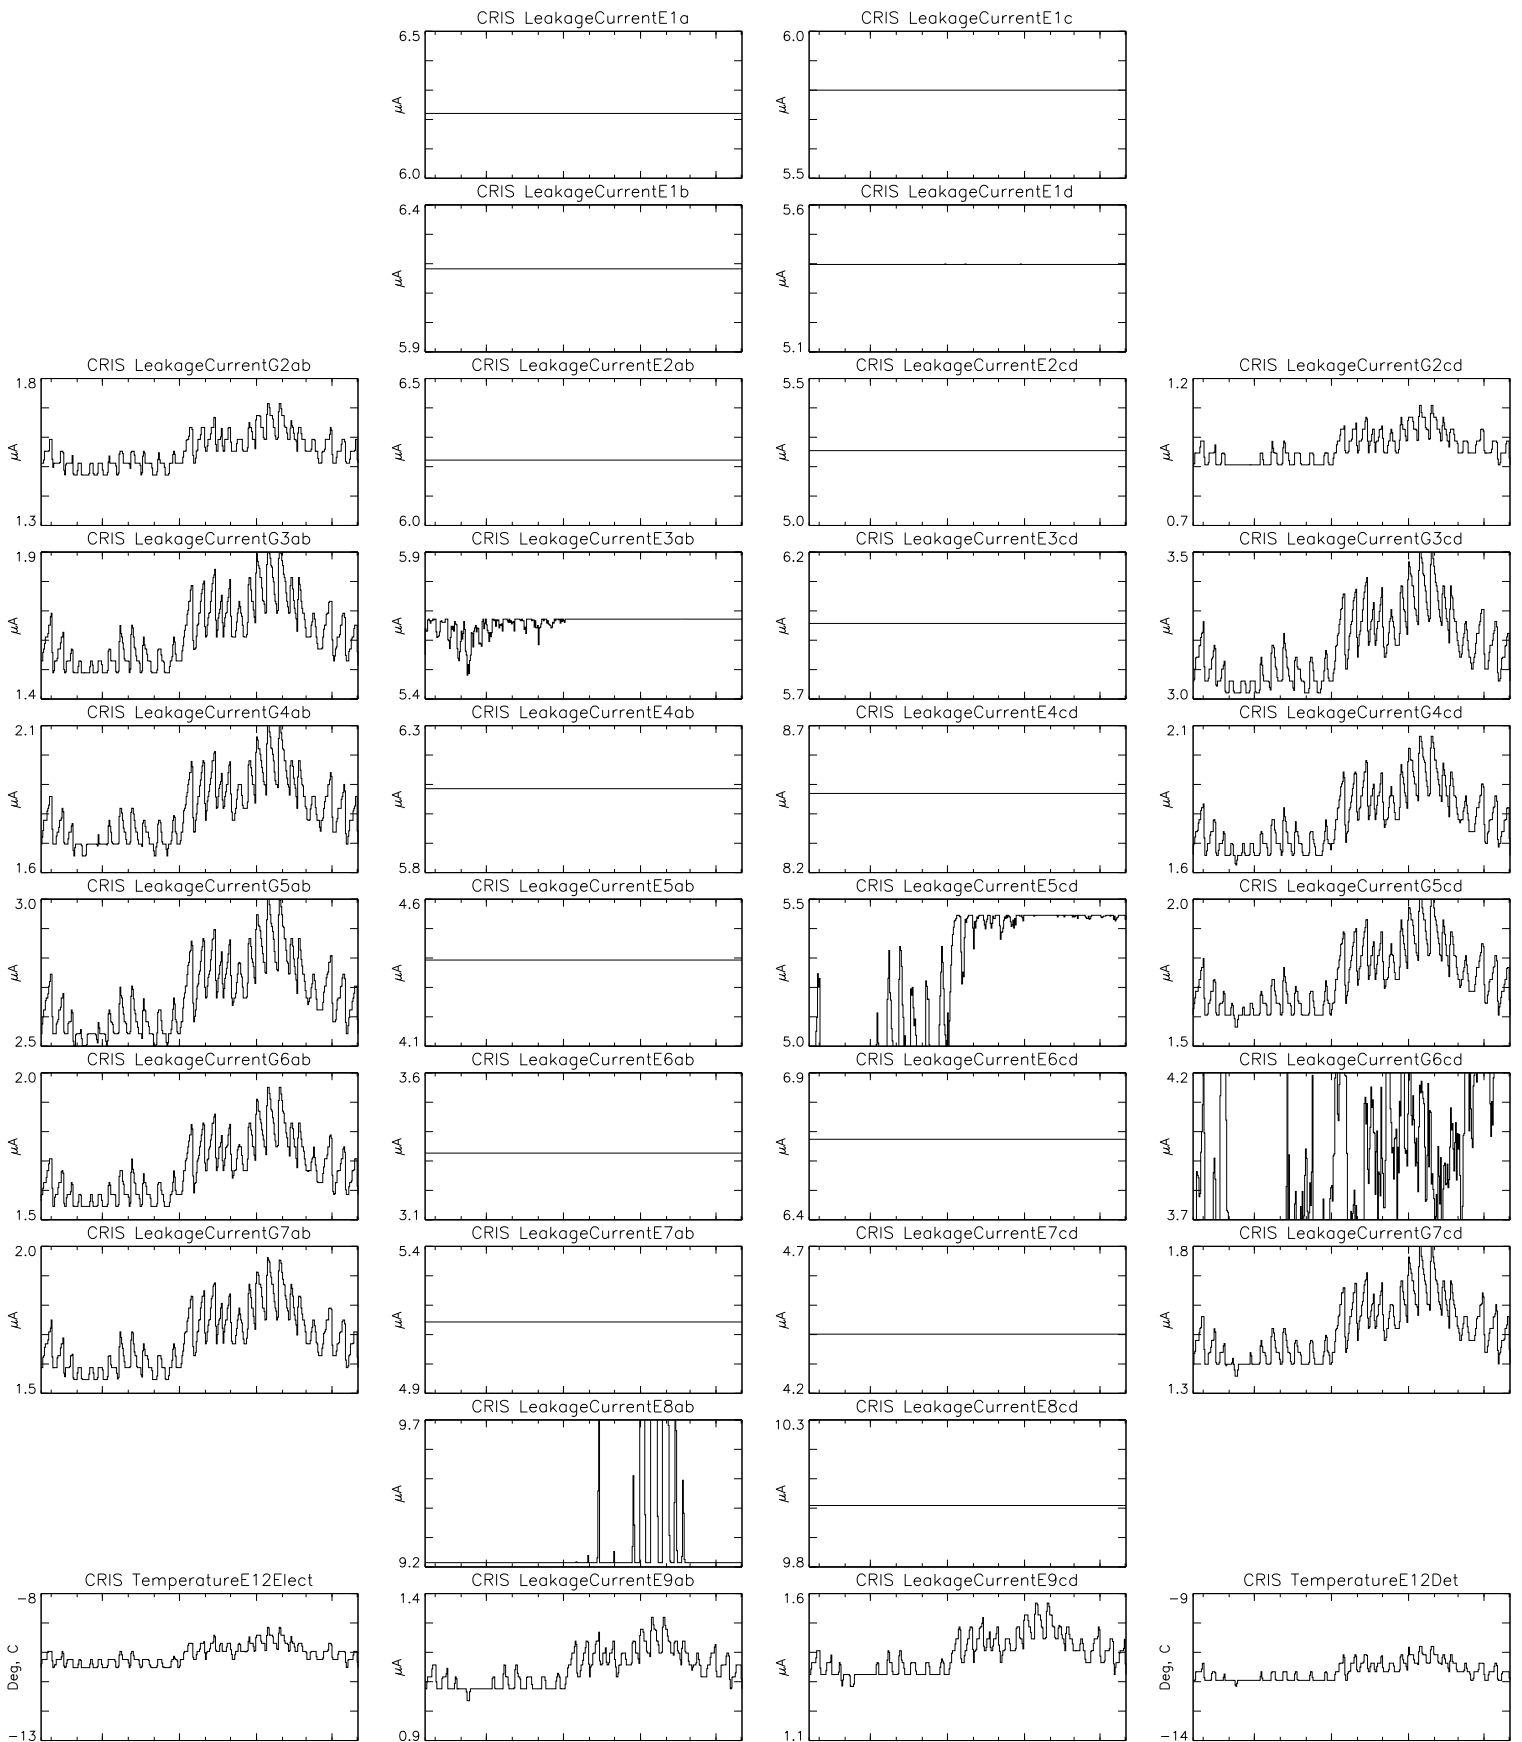 CRIS LeakageCurrentE1a
6.5
μA
6.0
CRIS LeakageCurrentE1c
6.0
μA
5.5
CRIS LeakageCurrentE1b
6.4
μA
5.9
CRIS LeakageCurrentE1d
5.6
μA
5.1
CRIS LeakageCurrentG2ab
1.8
μA
1.3
CRIS LeakageCurrentE2ab
6.5
μA
6.0
CRIS LeakageCurrentE2cd
5.5
μA
5.0
CRIS LeakageCurrentG2cd
1.2
μA
0.7
CRIS LeakageCurrentG3ab
1.9
μA
1.4
CRIS LeakageCurrentE3ab
5.9
μA
5.4
CRIS LeakageCurrentE3cd
6.2
μA
5.7
CRIS LeakageCurrentG3cd
3.5
μA
3.0
CRIS LeakageCurrentG4ab
2.1
μA
1.6
CRIS LeakageCurrentE4ab
6.3
μA
5.8
CRIS LeakageCurrentE4cd
8.7
μA
8.2
CRIS LeakageCurrentG4cd
2.1
μA
1.6
CRIS LeakageCurrentG5ab
3.0
μA
2.5
CRIS LeakageCurrentE5ab
4.6
μA
4.1
CRIS LeakageCurrentE5cd
5.5
μA
5.0
CRIS LeakageCurrentG5cd
2.0
μA
1.5
CRIS LeakageCurrentG6ab
2.0
μA
1.5
CRIS LeakageCurrentE6ab
3.6
μA
3.1
CRIS LeakageCurrentE6cd
6.9
μA
6.4
CRIS LeakageCurrentG6cd
4.2
μA
3.7
CRIS LeakageCurrentG7ab
2.0
μA
1.5
CRIS LeakageCurrentE7ab
5.4
μA
4.9
CRIS LeakageCurrentE7cd
4.7
μA
4.2
CRIS LeakageCurrentG7cd
1.8
μA
1.3
CRIS LeakageCurrentE8ab
9.7
μA
9.2
CRIS LeakageCurrentE8cd
10.3
μA
9.8
CRIS TemperatureE12Elect
-8
Deg, C
-13
CRIS LeakageCurrentE9ab
1.4
μA
0.9
CRIS LeakageCurrentE9cd
1.6
μA
1.1
CRIS TemperatureE12Det
-9
Deg, C
-14